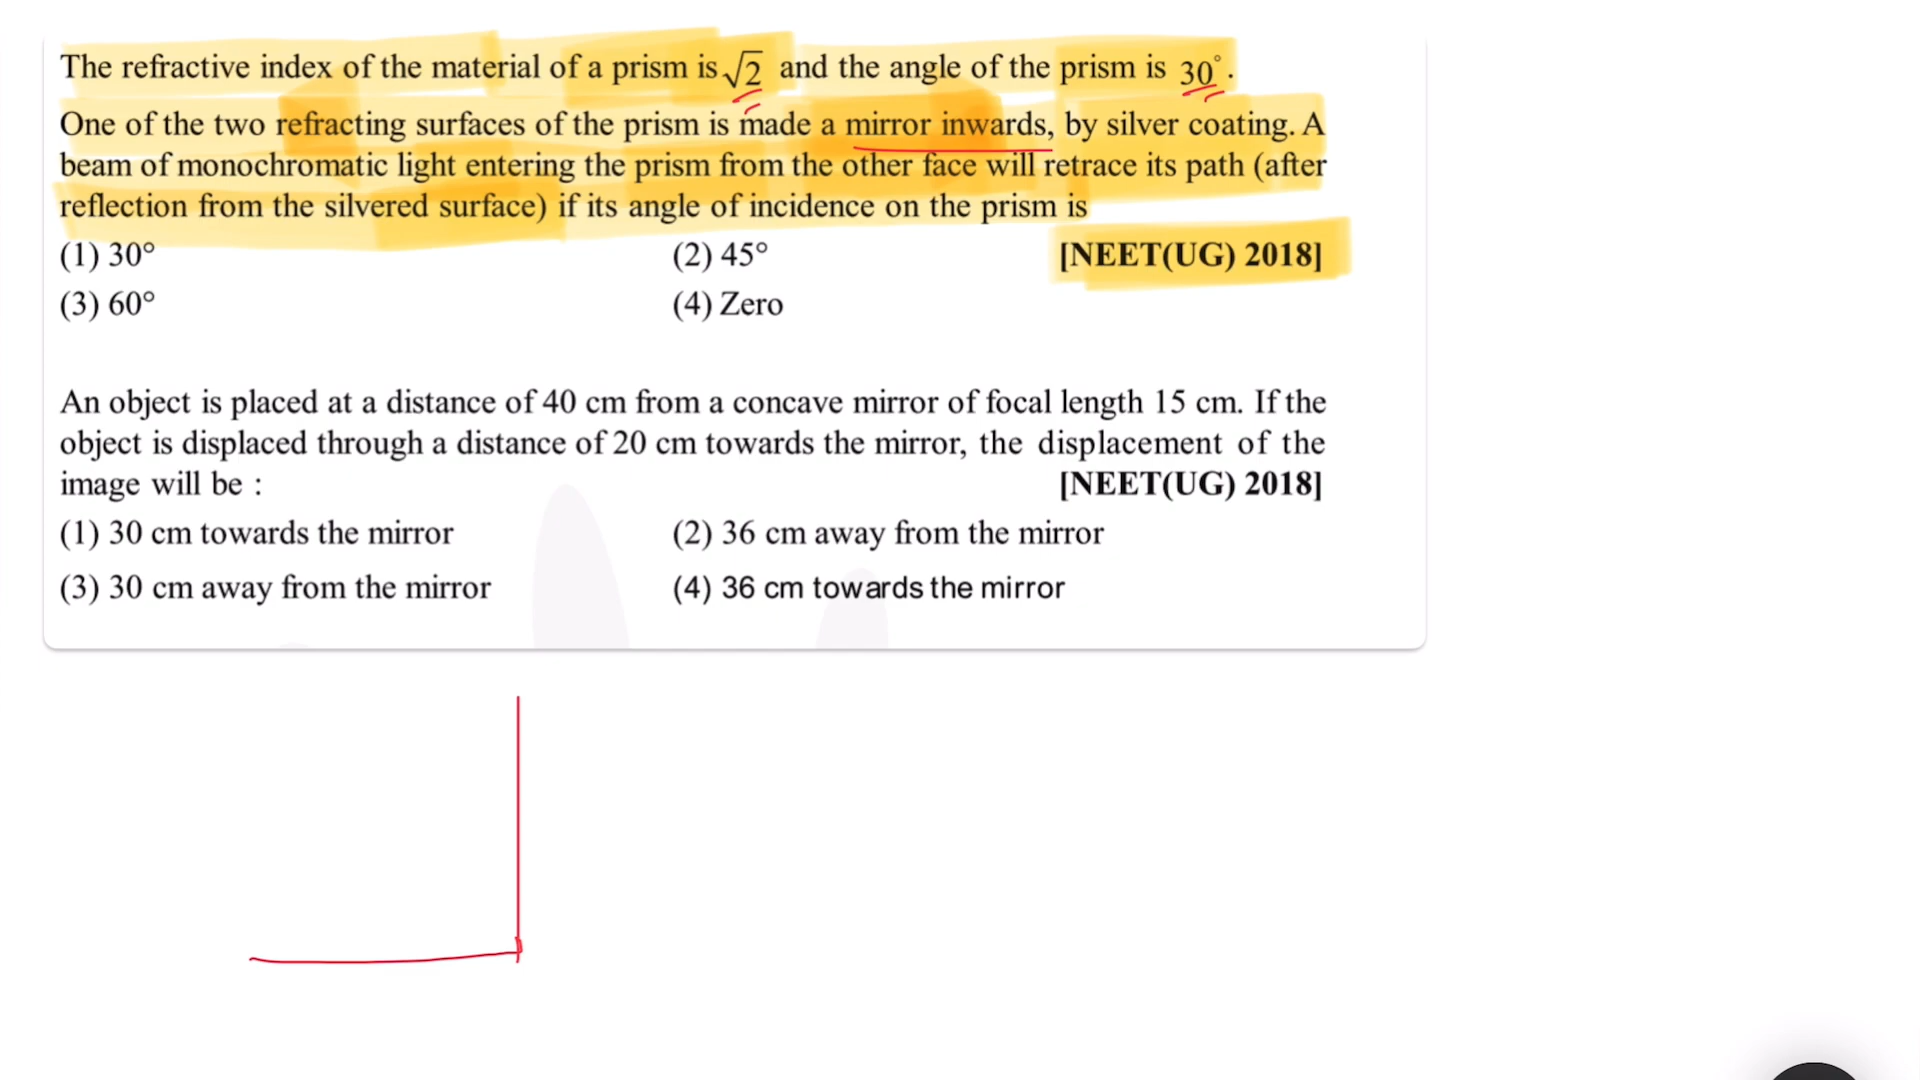 The refractive index of the material of a prism is √2 and the angle of the prism is 30°.
One of the two refracting surfaces of the prism is made a mirror inwards, by silver coating. A
beam of monochromatic light entering the prism from the other face will retrace its path (after
reflection from the silvered surface) if its angle of incidence on the prism is
(1) 30° (2) 45° [NEET(UG) 2018]
(3) 60° (4) Zero
An object is placed at a distance of 40 cm from a concave mirror of focal length 15 cm. If the
object is displaced through a distance of 20 cm towards the mirror, the displacement of the
image will be : [NEET(UG) 2018]
(1) 30 cm towards the mirror (2) 36 cm away from the mirror
(3) 30 cm away from the mirror (4) 36 cm towards the mirror